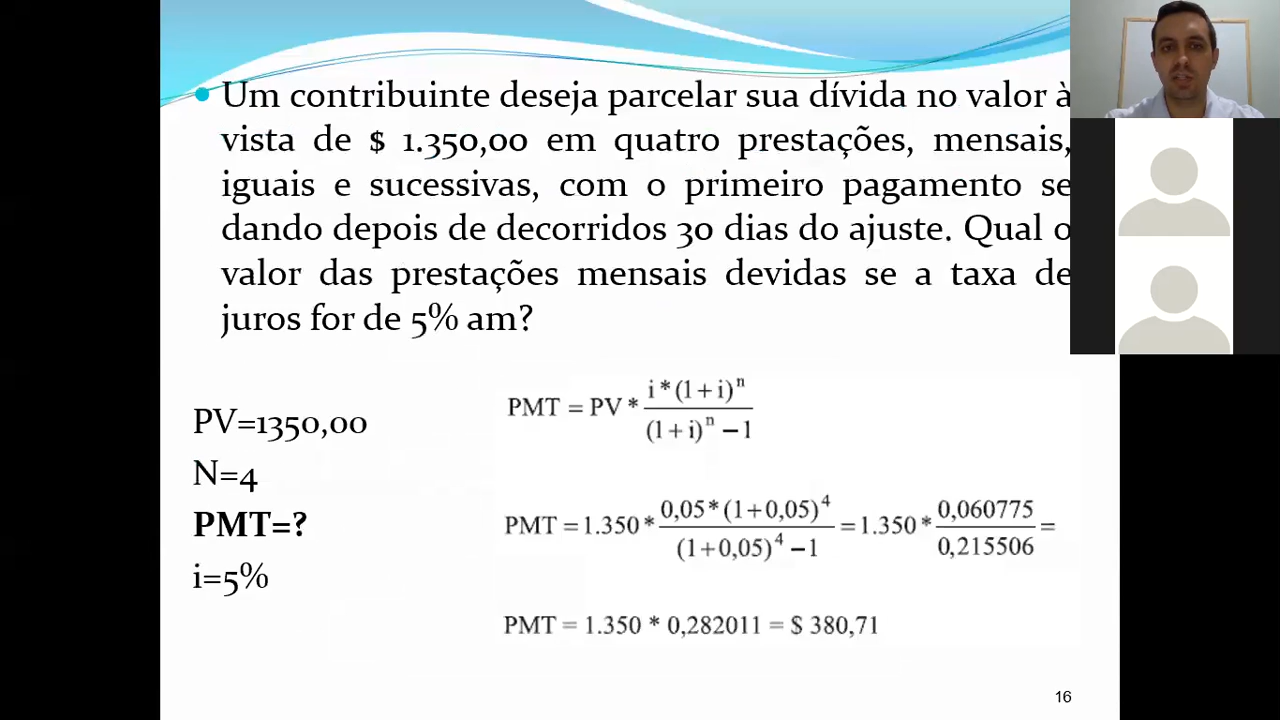 Um contribuinte deseja parcelar sua dívida no valor à
vista de $ 1.350,00 em quatro prestações, mensais,
iguais e sucessivas, com o primeiro pagamento se
dando depois de decorridos 30 dias do ajuste. Qual o
valor das prestações mensais devidas se a taxa de
juros for de 5% am?
PV=1350,00
N=4
PMT=?
i=5%
PMT = PV * i*(1+i)^n / (1+i)^n −1
PMT = 1.350 * 0,05*(1+0,05)^4 / (1+0,05)^4 −1 = 1.350 * 0,060775 / 0,215506 =
PMT = 1.350 * 0,282011 = $ 380,71
16